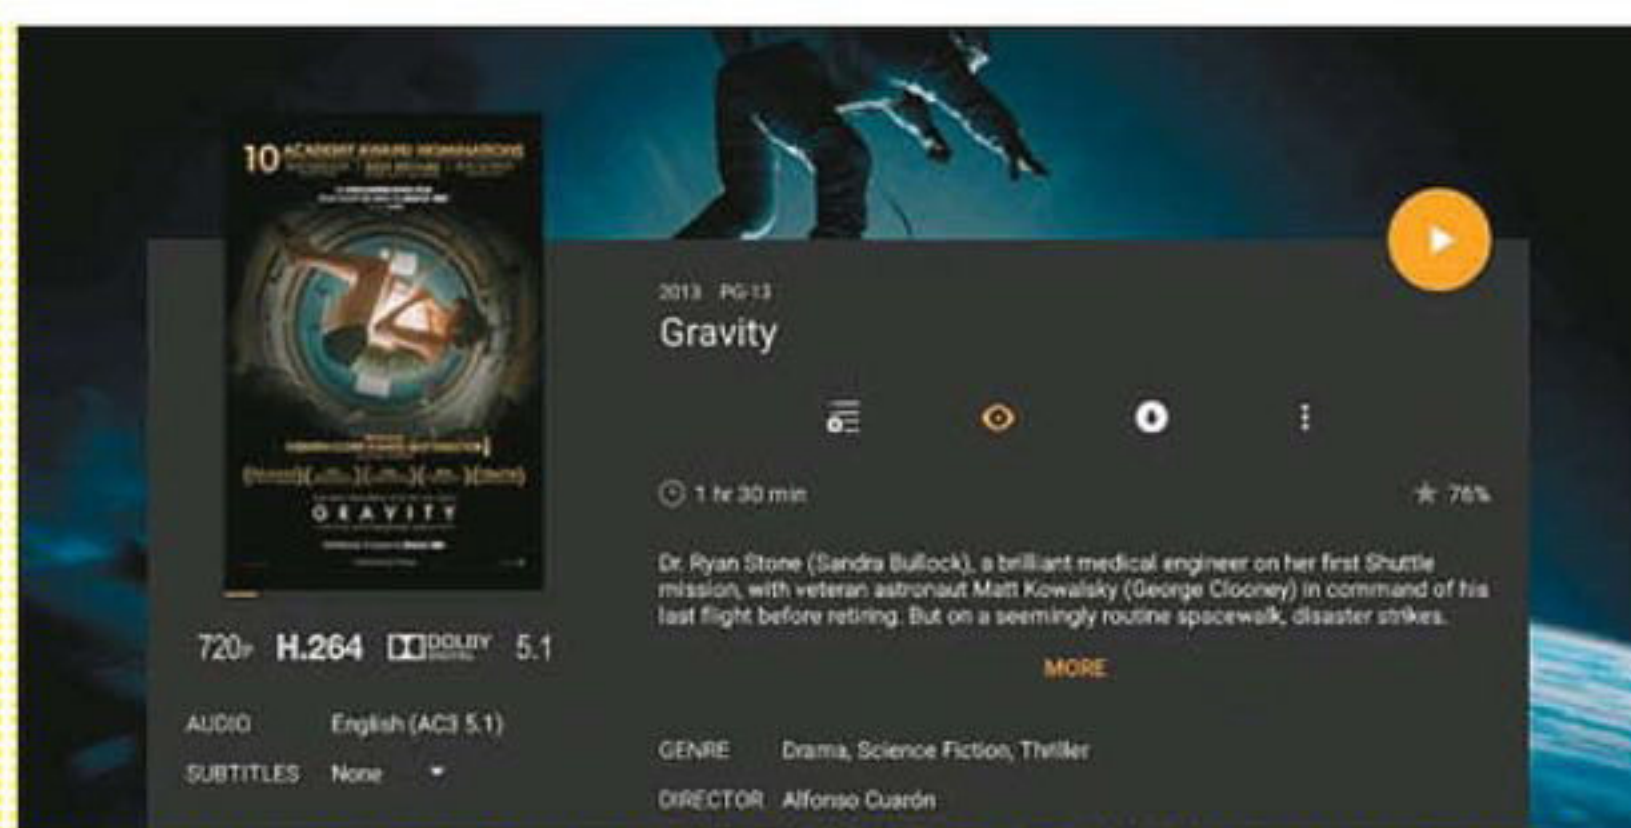 10 ACADEMY AWARD NOMINATIONS
GRAVITY
720P H.264 DOLBY DIGITAL 5.1
AUDIO English (AC3 5.1)
SUBTITLES None
2013 PG-13
Gravity
1 hr 30 min 76%
Dr. Ryan Stone (Sandra Bullock), a brilliant medical engineer on her first Shuttle
mission, with veteran astronaut Matt Kowalsky (George Clooney) in command of his
last flight before retiring. But on a seemingly routine spacewalk, disaster strikes.
MORE
GENRE Drama, Science Fiction, Thriller
DIRECTOR Alfonso Cuarón